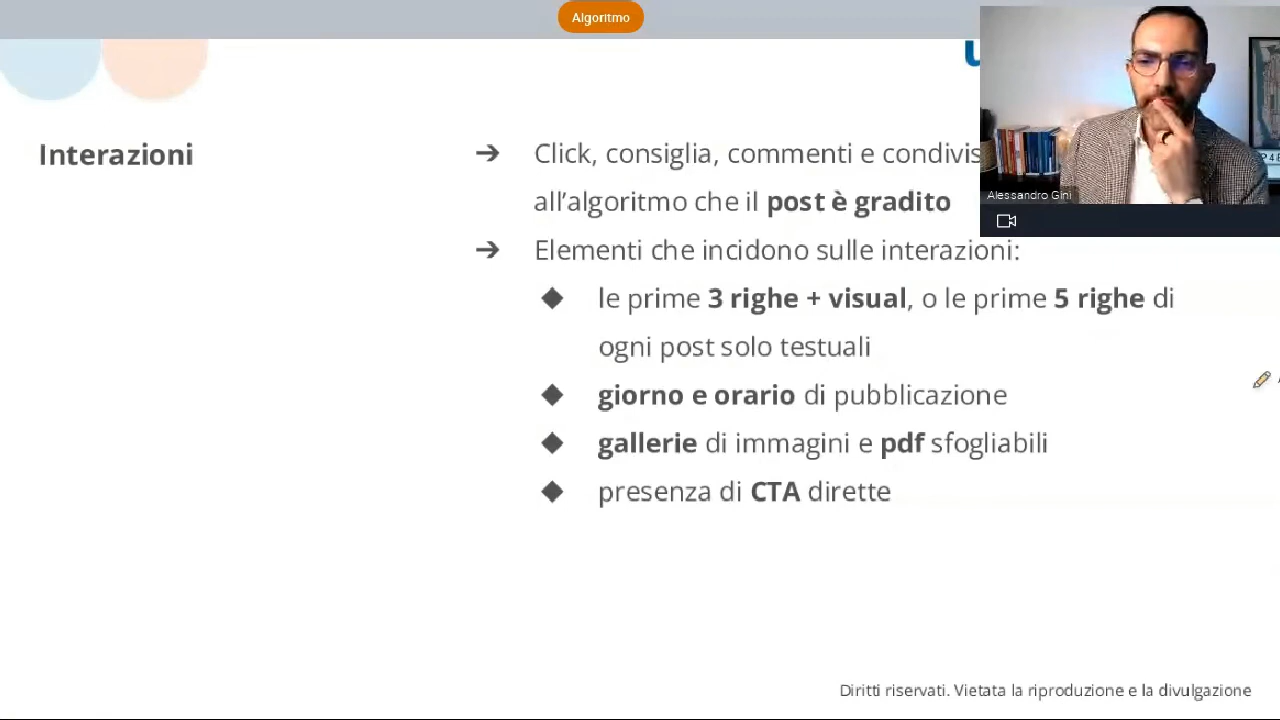 Algoritmo
Interazioni
➔ Click, consiglia, commenti e
all'algoritmo che il post è gradito
➔ Elementi che incidono sulle interazioni:
◆ le prime 3 righe + visual, o le prime 5 righe di
ogni post solo testuali
◆ giorno e orario di pubblicazione
◆ gallerie di immagini e pdf sfogliabili
◆ presenza di CTA dirette
Alessandro Gini
Diritti riservati. Vietata la riproduzione e la divulgazione